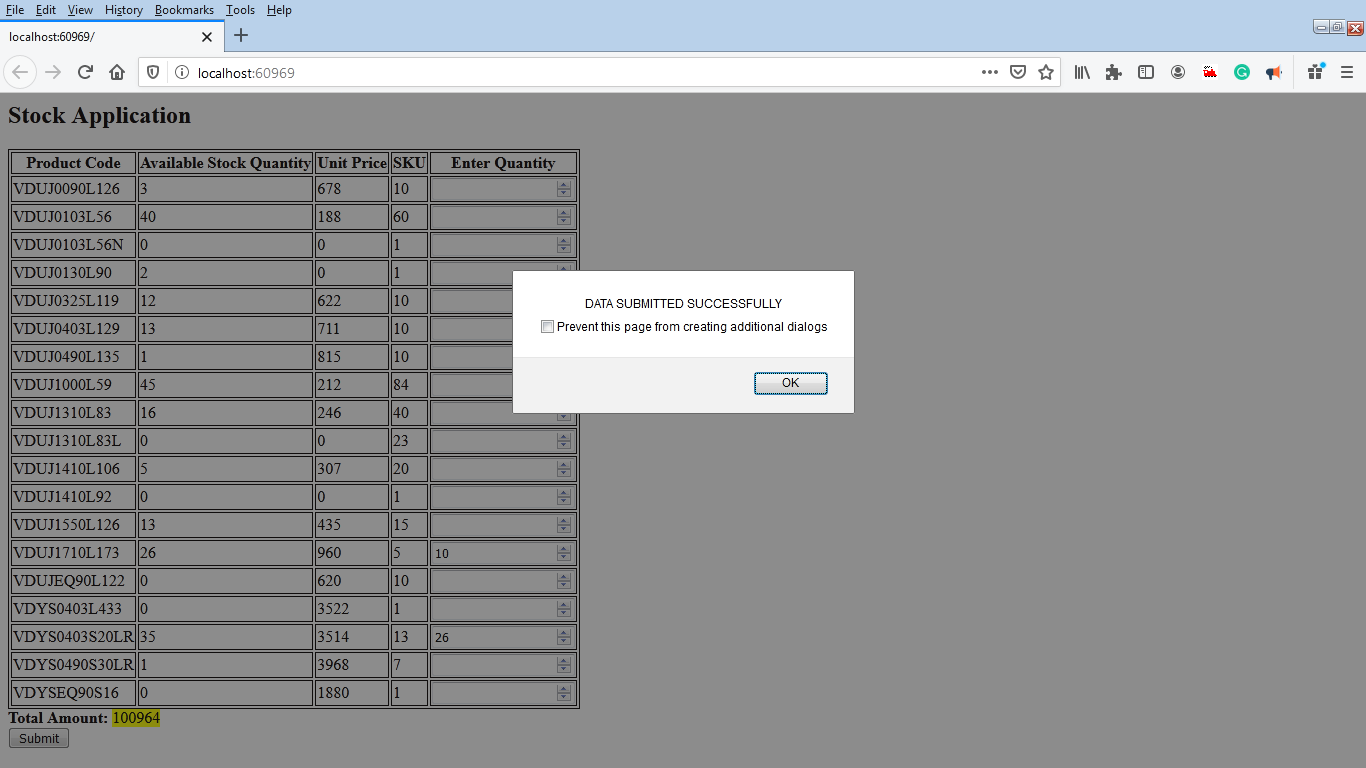 File Edit View History Bookmarks Tools Help
localhost:60969/
localhost:60969
Stock Application
Product Code Available Stock Quantity Unit Price SKU Enter Quantity
VDUJ0090L126 3 678 10
VDUJ0103L56 40 188 60
VDUJ0103L56N 0 0 1
VDUJ0130L90 2 0 1
VDUJ0325L119 12 622 10
VDUJ0403L129 13 711 10
VDUJ0490L135 1 815 10
VDUJ1000L59 45 212 84
VDUJ1310L83 16 246 40
VDUJ1310L83L 0 0 23
VDUJ1410L106 5 307 20
VDUJ1410L92 0 0 1
VDUJ1550L126 13 435 15
VDUJ1710L173 26 960 5 10
VDUJEQ90L122 0 620 10
VDYS0403L433 0 3522 1
VDYS0403S20LR 35 3514 13 26
VDYS0490S30LR 1 3968 7
VDYSEQ90S16 0 1880 1
Total Amount: 100964
Submit
DATA SUBMITTED SUCCESSFULLY
Prevent this page from creating additional dialogs
OK